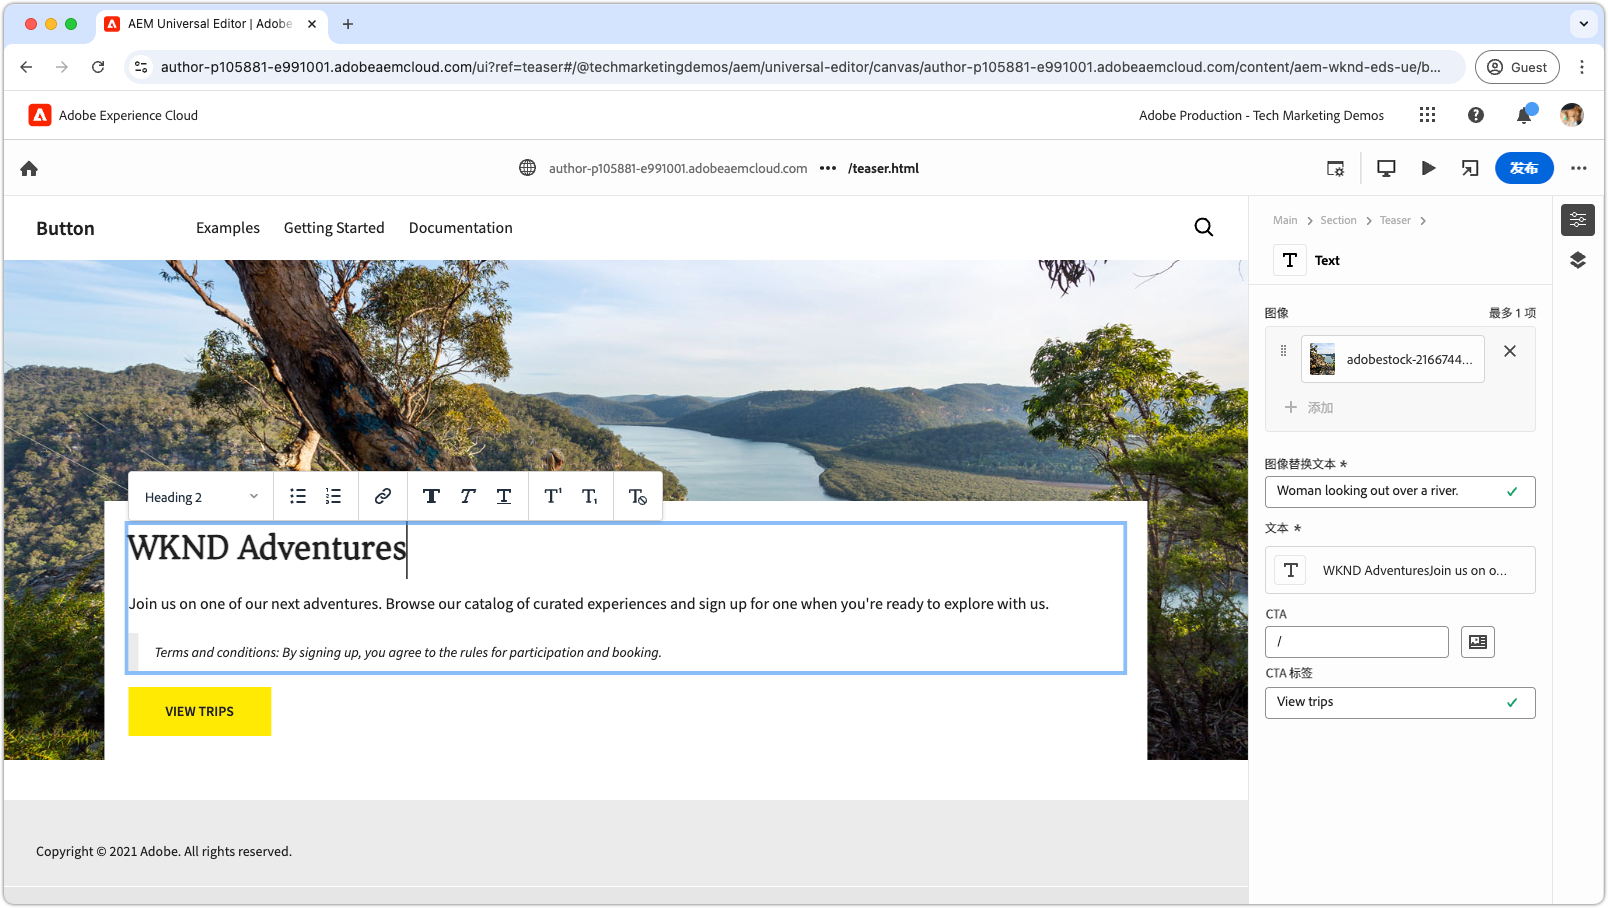 AEM Universal Editor | Adobe
author-p105881-e991001.adobeaemcloud.com/ui?ref=teaser#/@techmarketingdemos/aem/universal-editor/canvas/author-p105881-e991001.adobeaemcloud.com/content/aem-wknd-eds-ue/b...
Guest
Adobe Experience Cloud
Adobe Production - Tech Marketing Demos
author-p105881-e991001.adobeaemcloud.com ••• /teaser.html
发布
Button
Examples
Getting Started
Documentation
Main > Section > Teaser >
Text
图像
最多 1 项
adobestock-2166744...
添加
图像替换文本 *
Woman looking out over a river.
文本 *
WKND AdventuresJoin us on o...
CTA
/
CTA 标签
View trips
Heading 2
WKND Adventures
Join us on one of our next adventures. Browse our catalog of curated experiences and sign up for one when you're ready to explore with us.
Terms and conditions: By signing up, you agree to the rules for participation and booking.
VIEW TRIPS
Copyright © 2021 Adobe. All rights reserved.